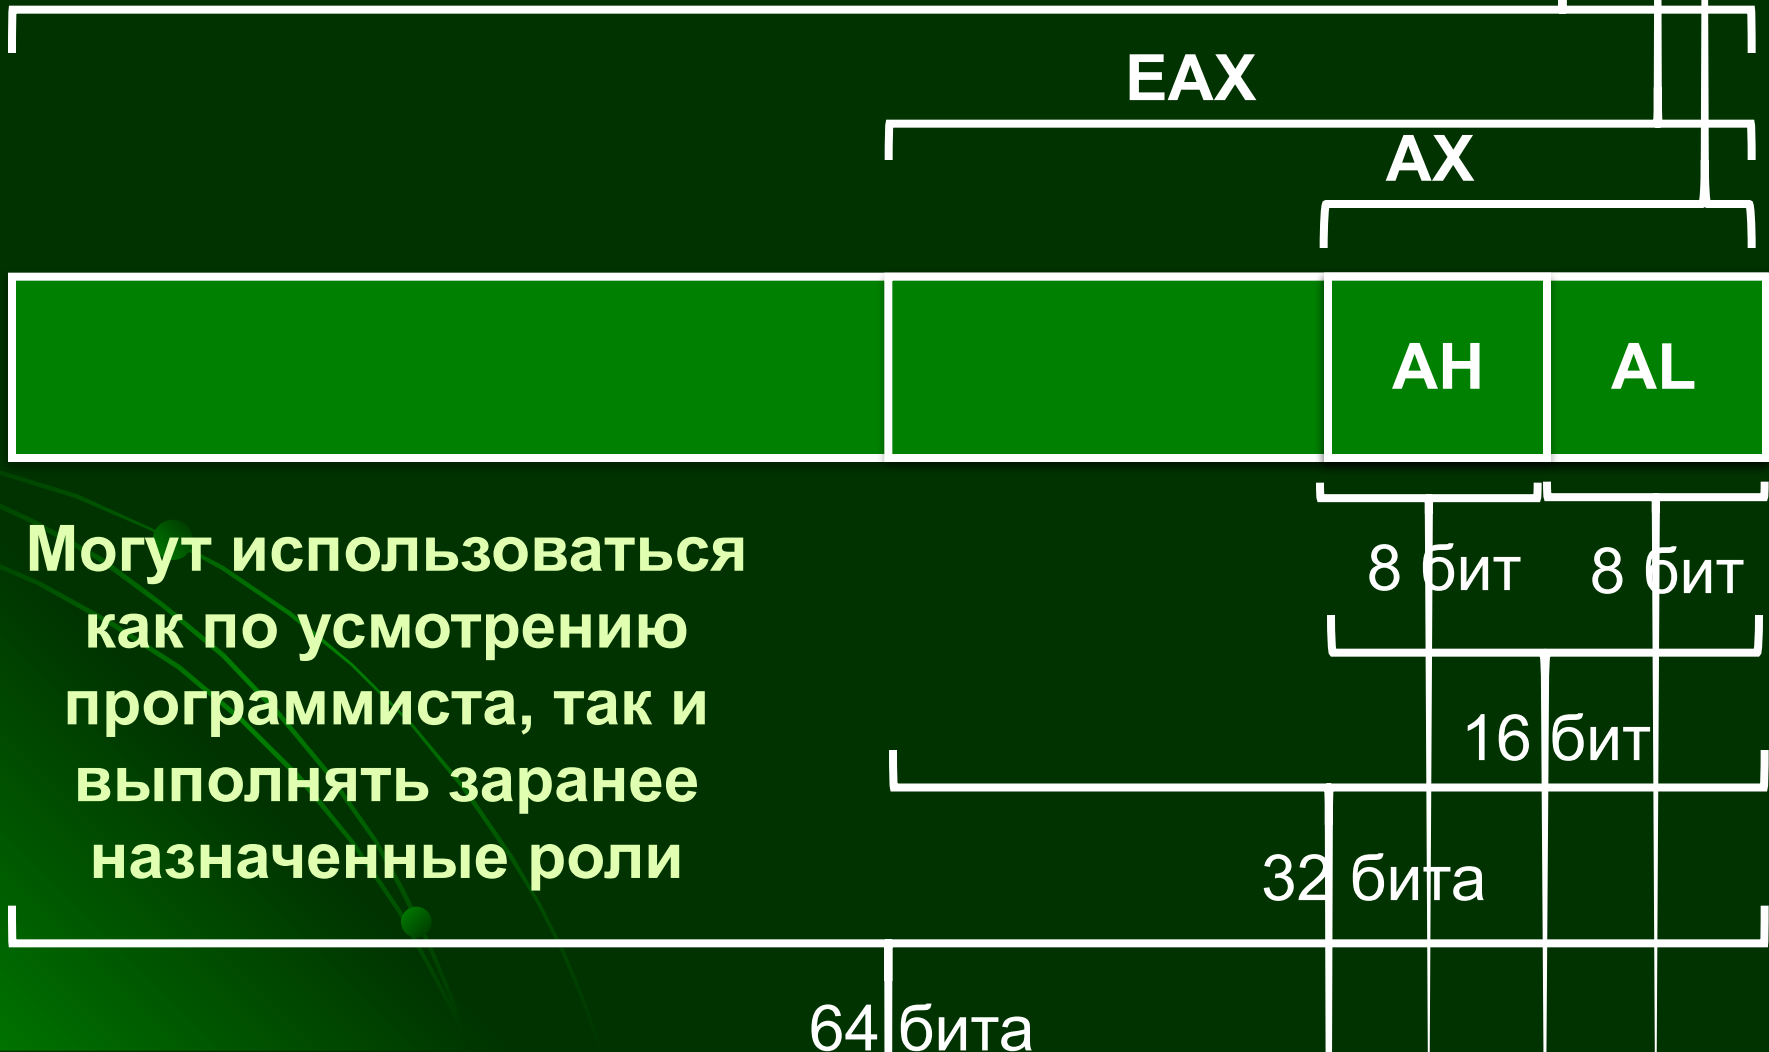 EAX
AX
AH AL
8 бит 8 бит
Могут использоваться
как по усмотрению
программиста, так и
выполнять заранее
назначенные роли
16 бит
32 бита
64 бита